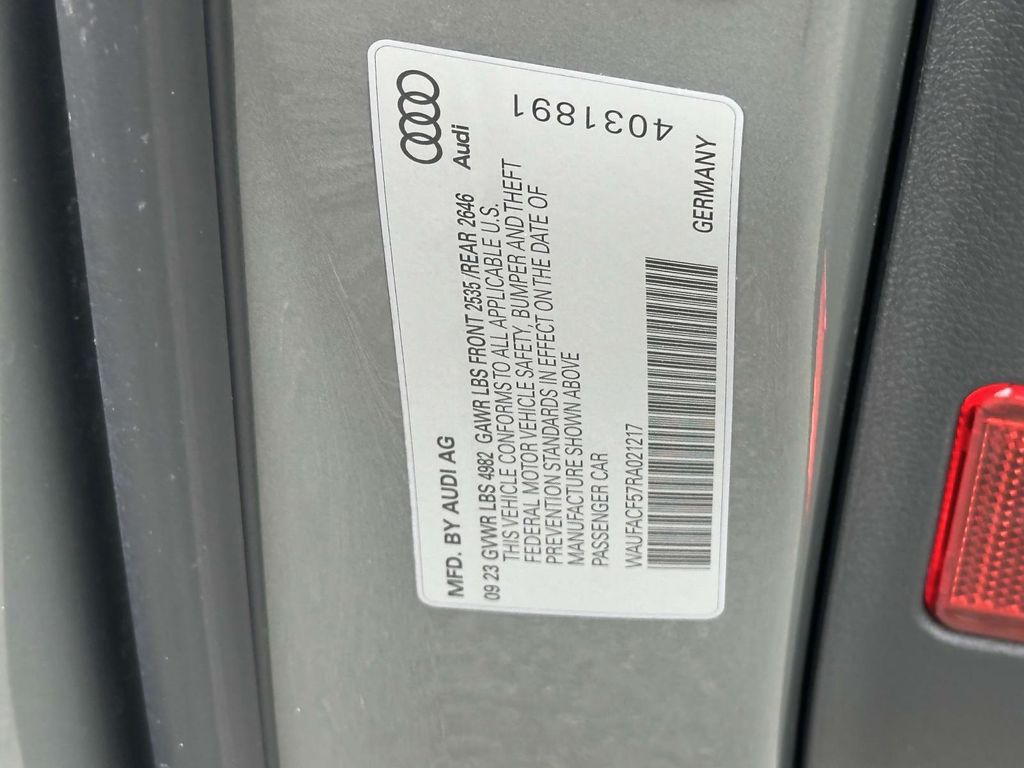 Audi
4031891
MFD. BY AUDI AG
09 23 GVWR LBS 4982 GAWR LBS FRONT 2535 /REAR 2646
THIS VEHICLE CONFORMS TO ALL APPLICABLE U.S.
FEDERAL MOTOR VEHICLE SAFETY, BUMPER AND THEFT
PREVENTION STANDARDS IN EFFECT ON THE DATE OF
MANUFACTURE SHOWN ABOVE
PASSENGER CAR
WAUFACF57RA021217
GERMANY